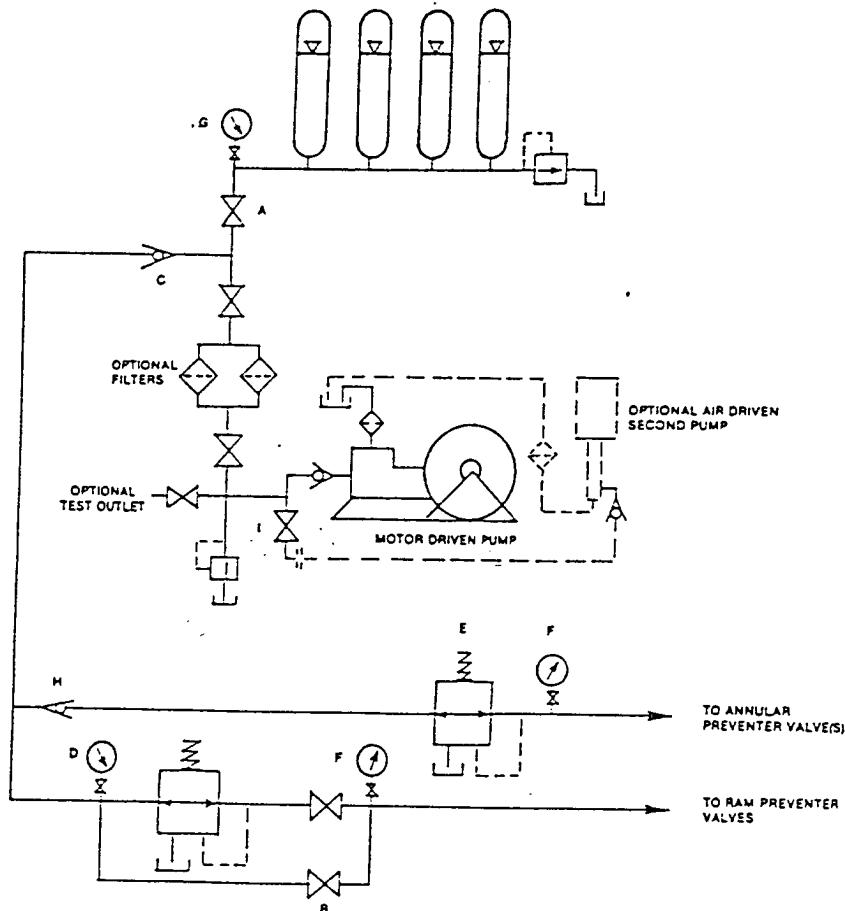 G
A
C
OPTIONAL
FILTERS
OPTIONAL AIR DRIVEN
SECOND PUMP
OPTIONAL
TEST OUTLET
I
MOTOR DRIVEN PUMP
E
F
H
TO ANNULAR
PREVENTER VALVE(S)
D
F
TO RAM PREVENTER
VALVES
B